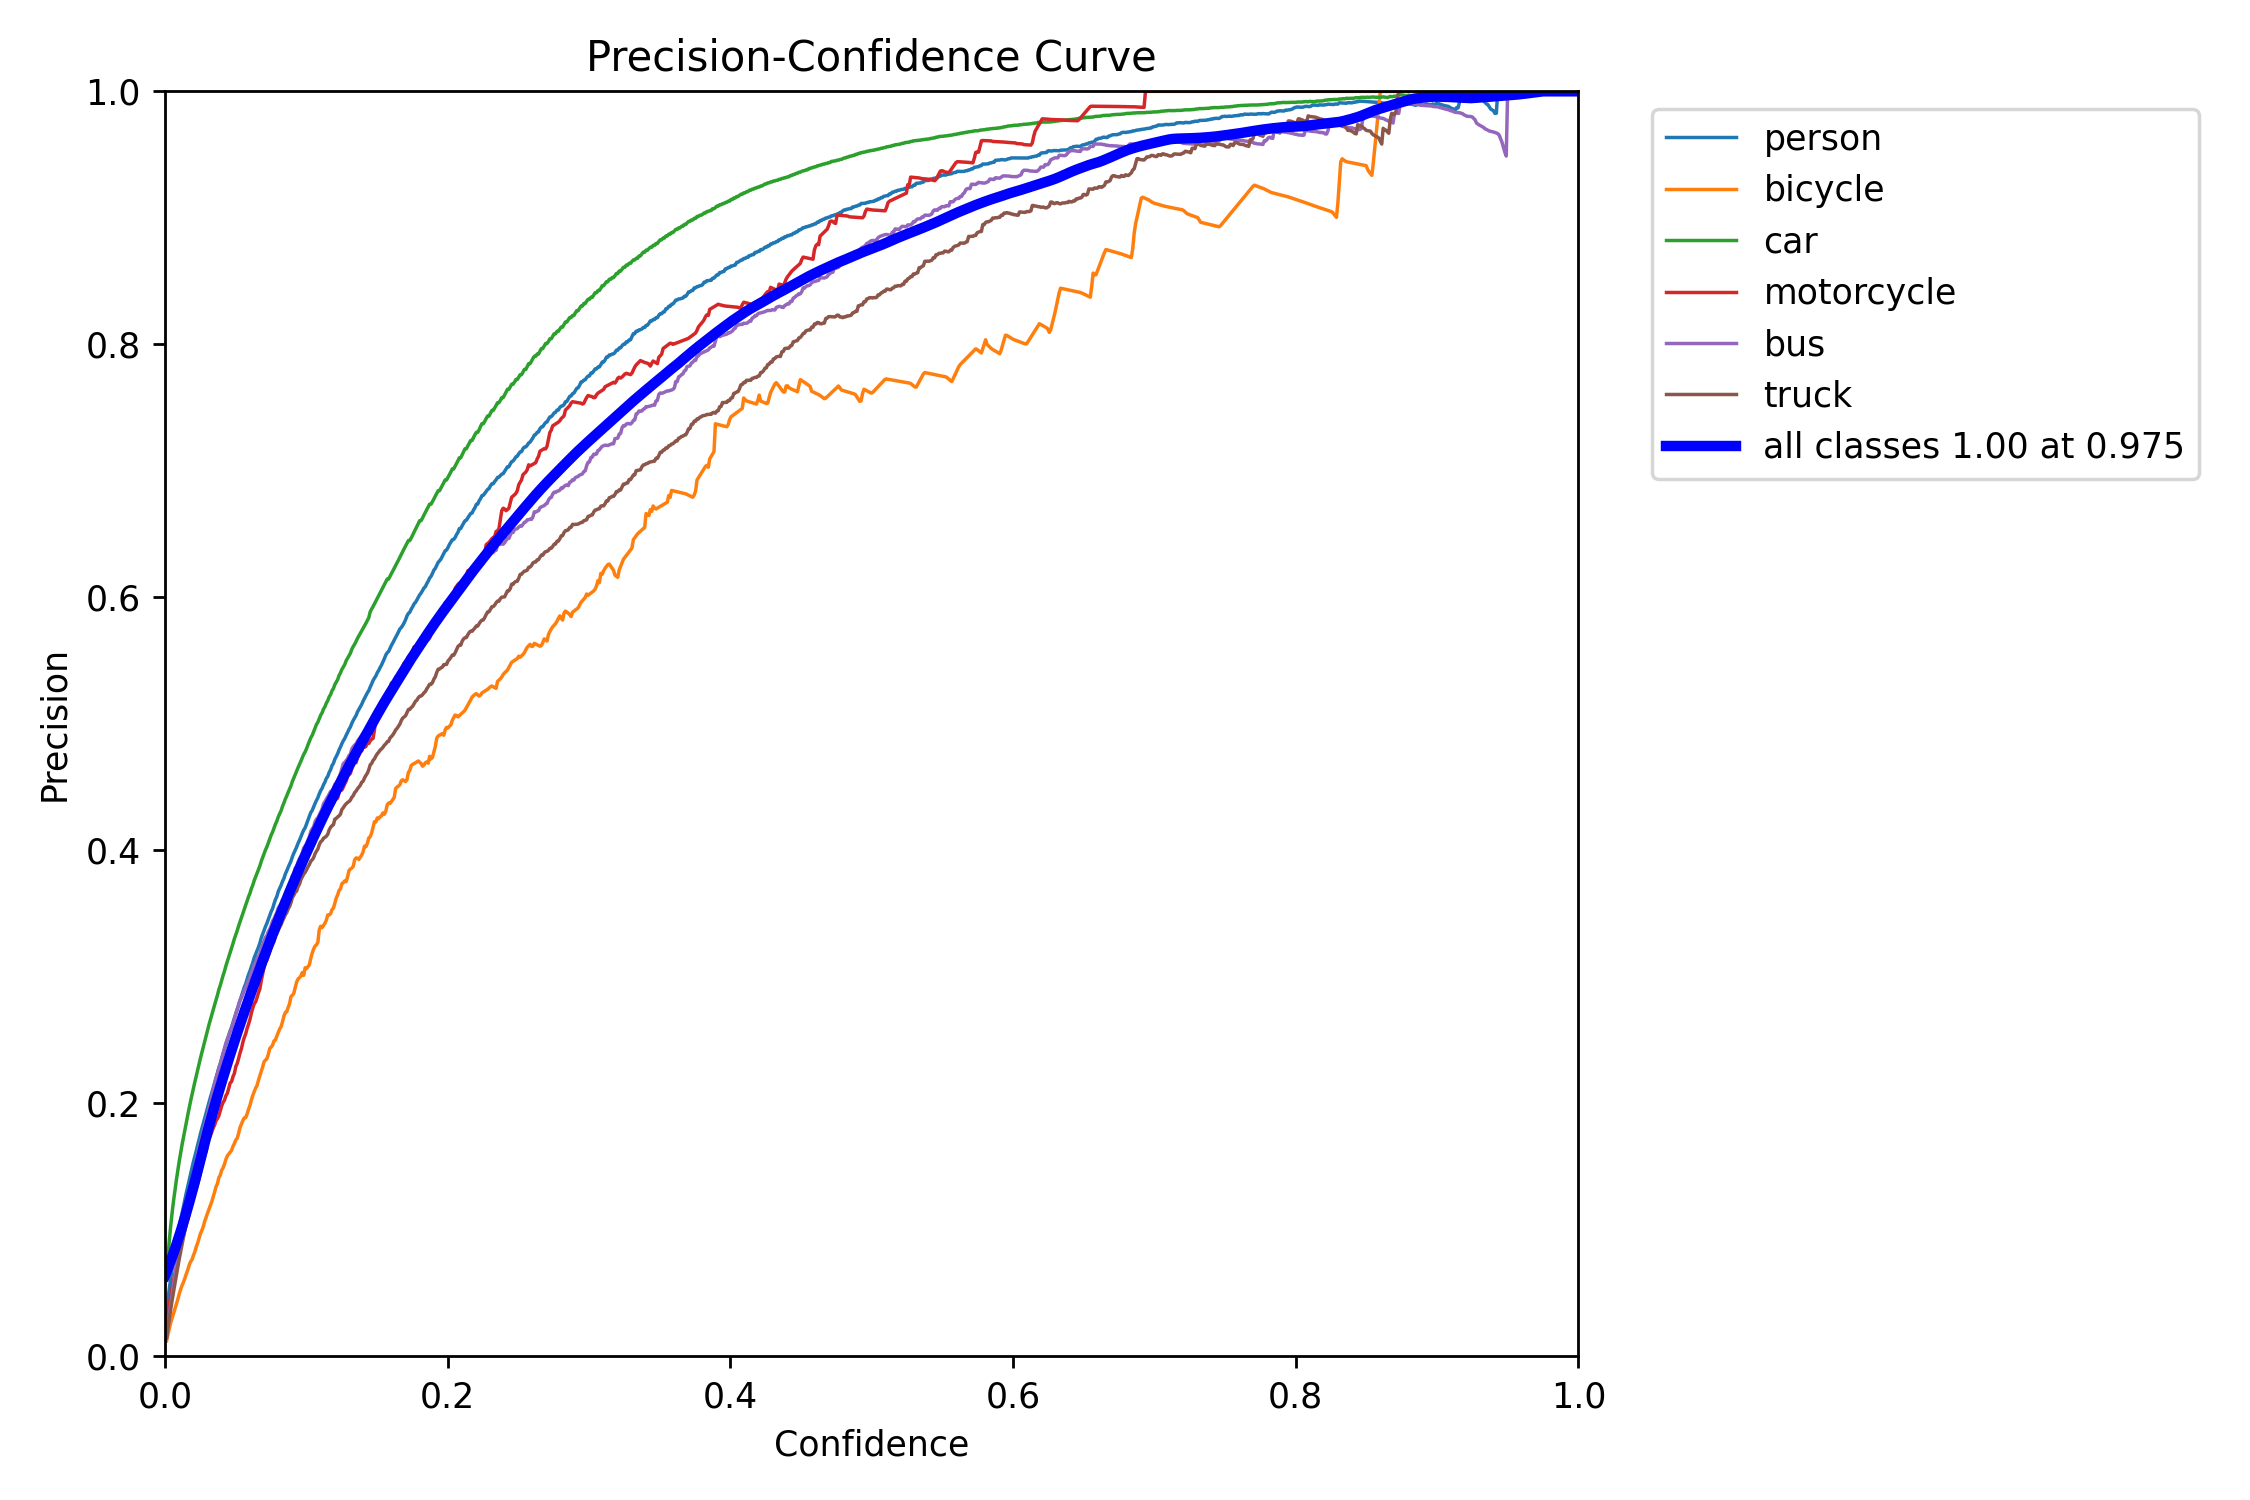 Precision-Confidence Curve
1.0
0.8
0.6
0.4
0.2
0.0
Precision
0.0 0.2 0.4 0.6 0.8 1.0
Confidence
person
bicycle
car
motorcycle
bus
truck
all classes 1.00 at 0.975